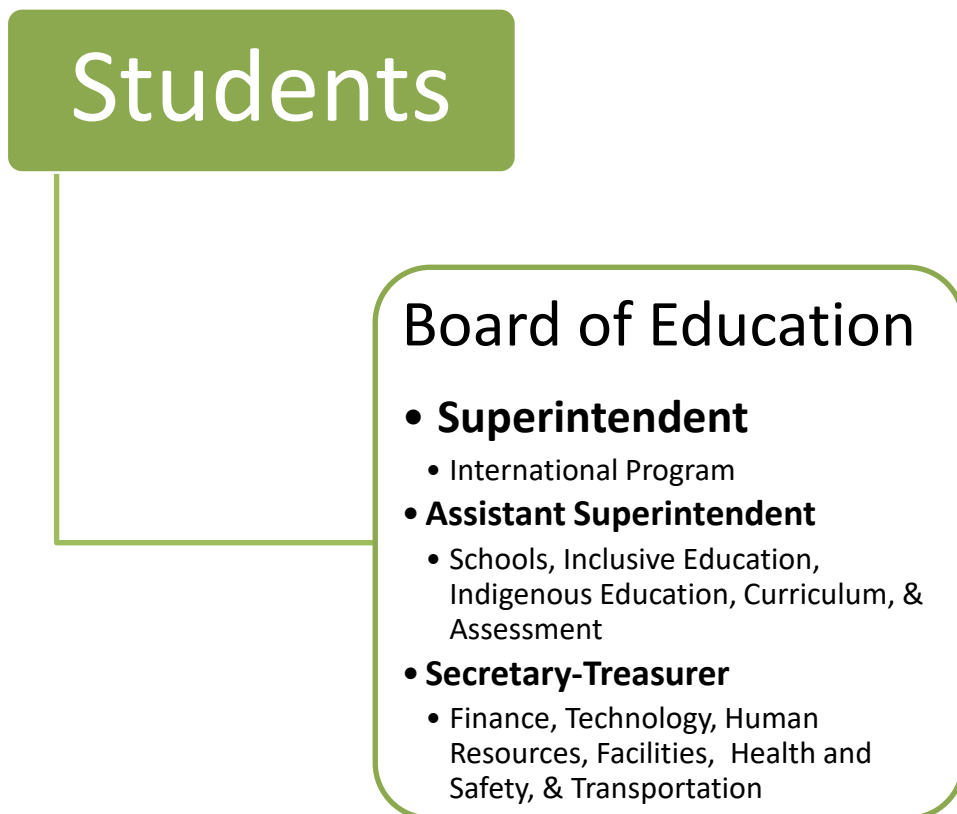 Students
Board of Education
• Superintendent
• International Program
• Assistant Superintendent
• Schools, Inclusive Education,
Indigenous Education, Curriculum, &
Assessment
• Secretary-Treasurer
• Finance, Technology, Human
Resources, Facilities,  Health and
Safety, & Transportation